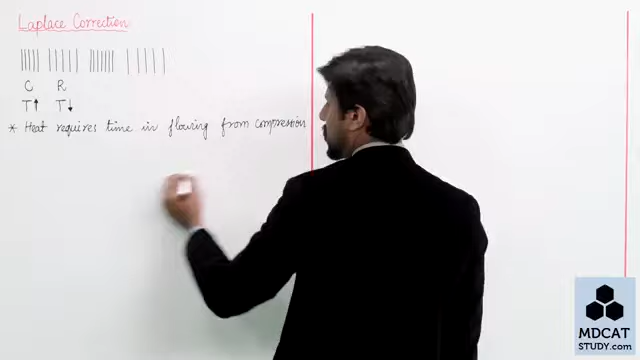 Laplace Correction
C R
T↑ T↓
* Heat requires time in flowing from compression
MDCAT
STUDY.com